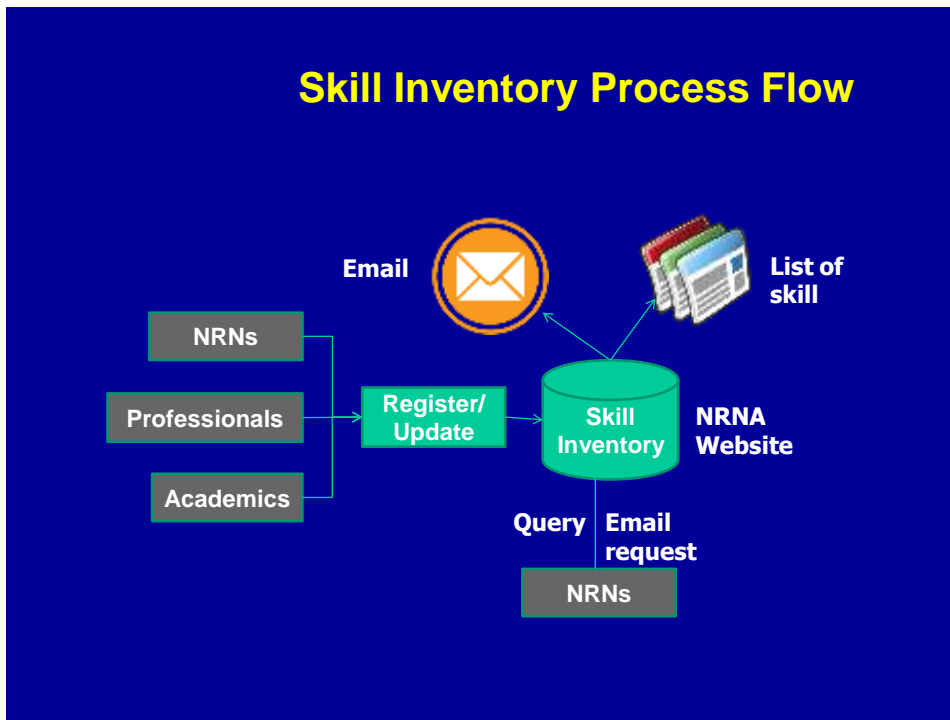 Skill Inventory Process Flow
Email
List of
skill
NRNs
Professionals
Academics
Register/
Update
Skill
Inventory
NRNA
Website
Query
Email
request
NRNs